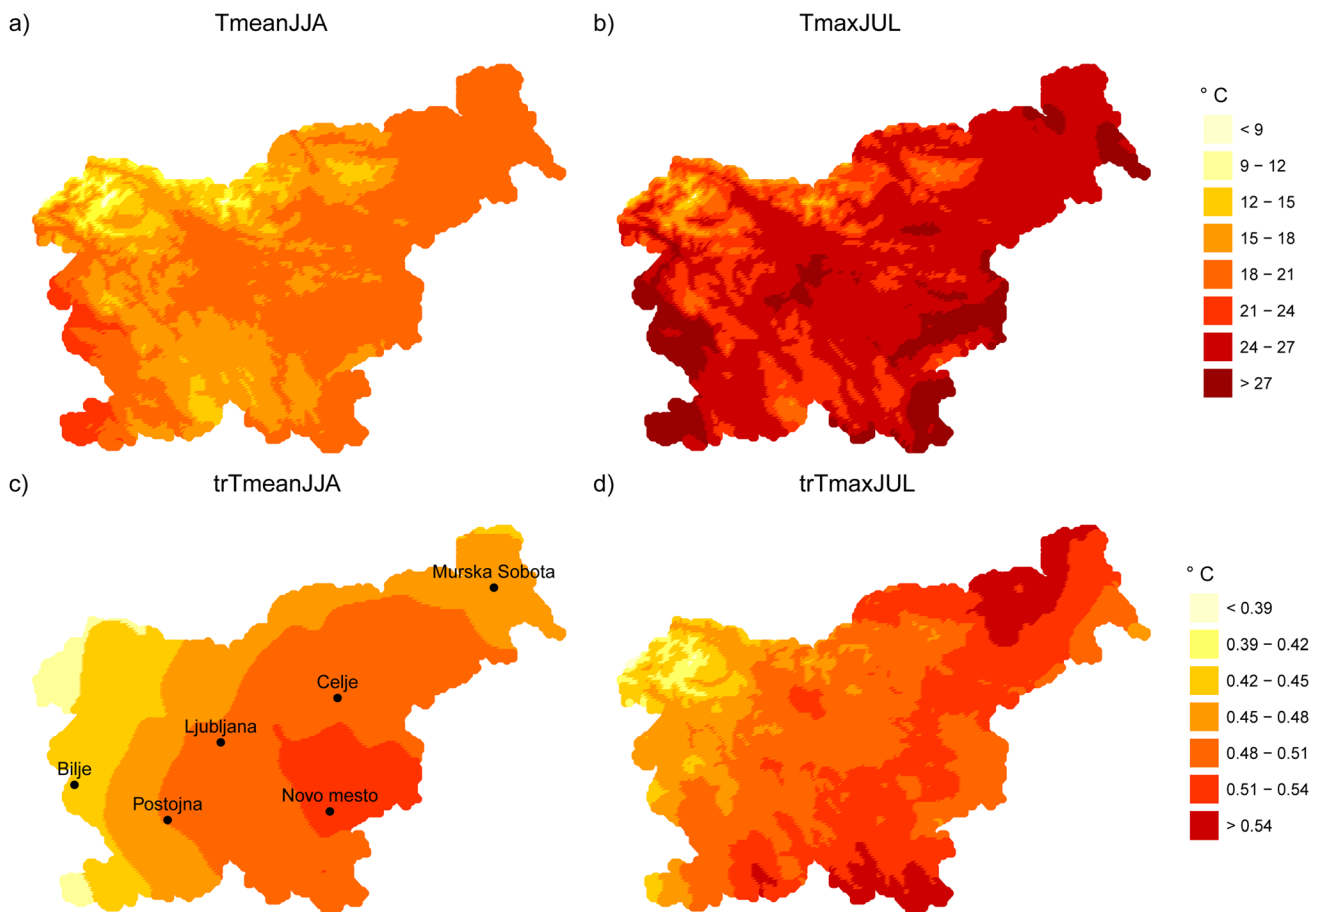 a)
TmeanJJA
b)
TmaxJUL
° C
< 9
9 − 12
12 − 15
15 − 18
18 − 21
21 − 24
24 − 27
> 27
c)
trTmeanJJA
d)
trTmaxJUL
Murska Sobota
Celje
Ljubljana
Bilje
Postojna
Novo mesto
° C
< 0.39
0.39 − 0.42
0.42 − 0.45
0.45 − 0.48
0.48 − 0.51
0.51 − 0.54
> 0.54